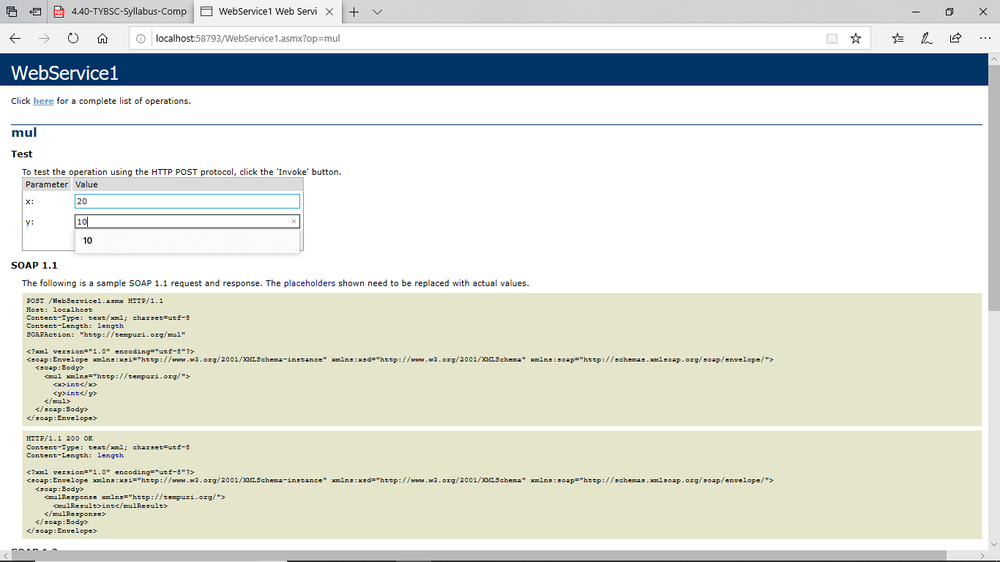 4.40-TYBSC-Syllabus-Comp
WebService1 Web Servi
localhost:58793/WebService1.asmx?op=mul
WebService1
Click here for a complete list of operations.
mul
Test
To test the operation using the HTTP POST protocol, click the 'Invoke' button.
Parameter Value
x: 20
y: 10
10
SOAP 1.1
The following is a sample SOAP 1.1 request and response. The placeholders shown need to be replaced with actual values.
POST /WebService1.asmx HTTP/1.1
Host: localhost
Content-Type: text/xml; charset=utf-8
Content-Length: length
SOAPAction: "http://tempuri.org/mul"
<?xml version="1.0" encoding="utf-8"?>
<soap:Envelope xmlns:xsi="http://www.w3.org/2001/XMLSchema-instance" xmlns:xsd="http://www.w3.org/2001/XMLSchema" xmlns:soap="http://schemas.xmlsoap.org/soap/envelope/">
<soap:Body>
<mul xmlns="http://tempuri.org/">
<x>int</x>
<y>int</y>
</mul>
</soap:Body>
</soap:Envelope>
HTTP/1.1 200 OK
Content-Type: text/xml; charset=utf-8
Content-Length: length
<?xml version="1.0" encoding="utf-8"?>
<soap:Envelope xmlns:xsi="http://www.w3.org/2001/XMLSchema-instance" xmlns:xsd="http://www.w3.org/2001/XMLSchema" xmlns:soap="http://schemas.xmlsoap.org/soap/envelope/">
<soap:Body>
<mulResponse xmlns="http://tempuri.org/">
<mulResult>int</mulResult>
</mulResponse>
</soap:Body>
</soap:Envelope>